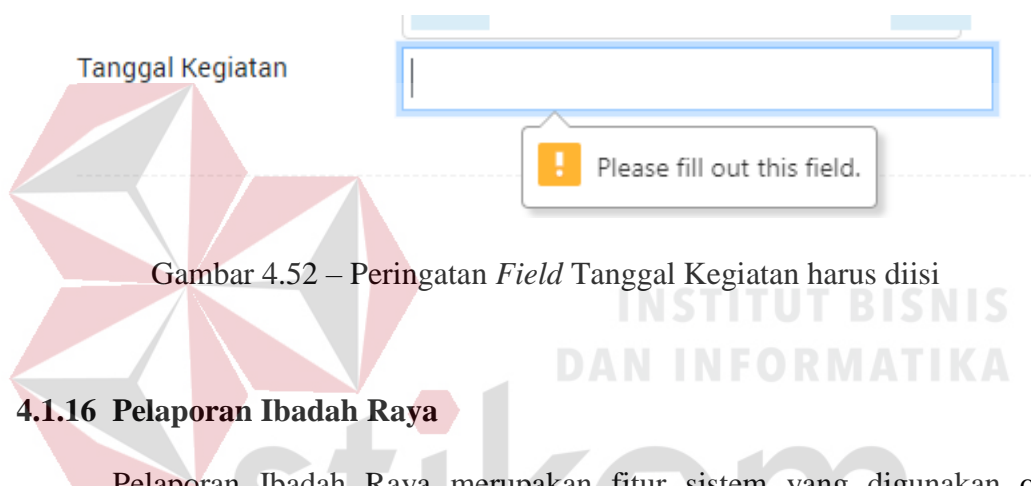 Tanggal Kegiatan
Please fill out this field.
Gambar 4.52 – Peringatan Field Tanggal Kegiatan harus diisi
INSTITUT BISNIS
DAN INFORMATIKA
4.1.16 Pelaporan Ibadah Raya
stikom
Pelaporan Ibadah Raya merupakan fitur sistem yang digunakan